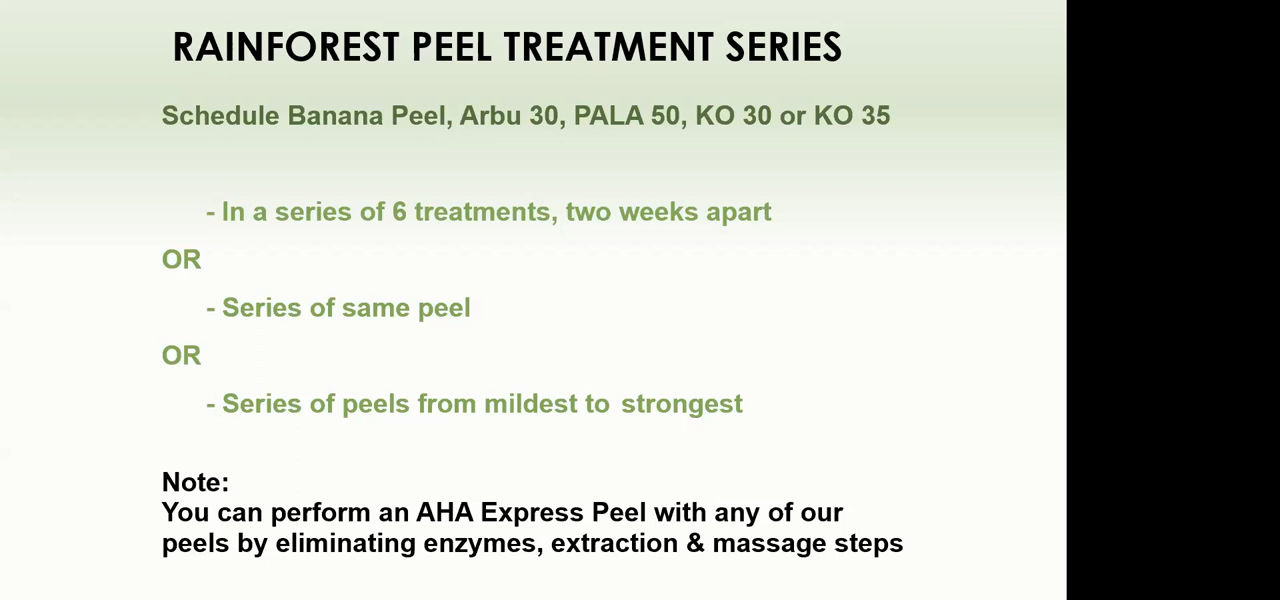 RAINFOREST PEEL TREATMENT SERIES
Schedule Banana Peel, Arbu 30, PALA 50, KO 30 or KO 35
- In a series of 6 treatments, two weeks apart
OR
- Series of same peel
OR
- Series of peels from mildest to strongest
Note:
You can perform an AHA Express Peel with any of our
peels by eliminating enzymes, extraction & massage steps